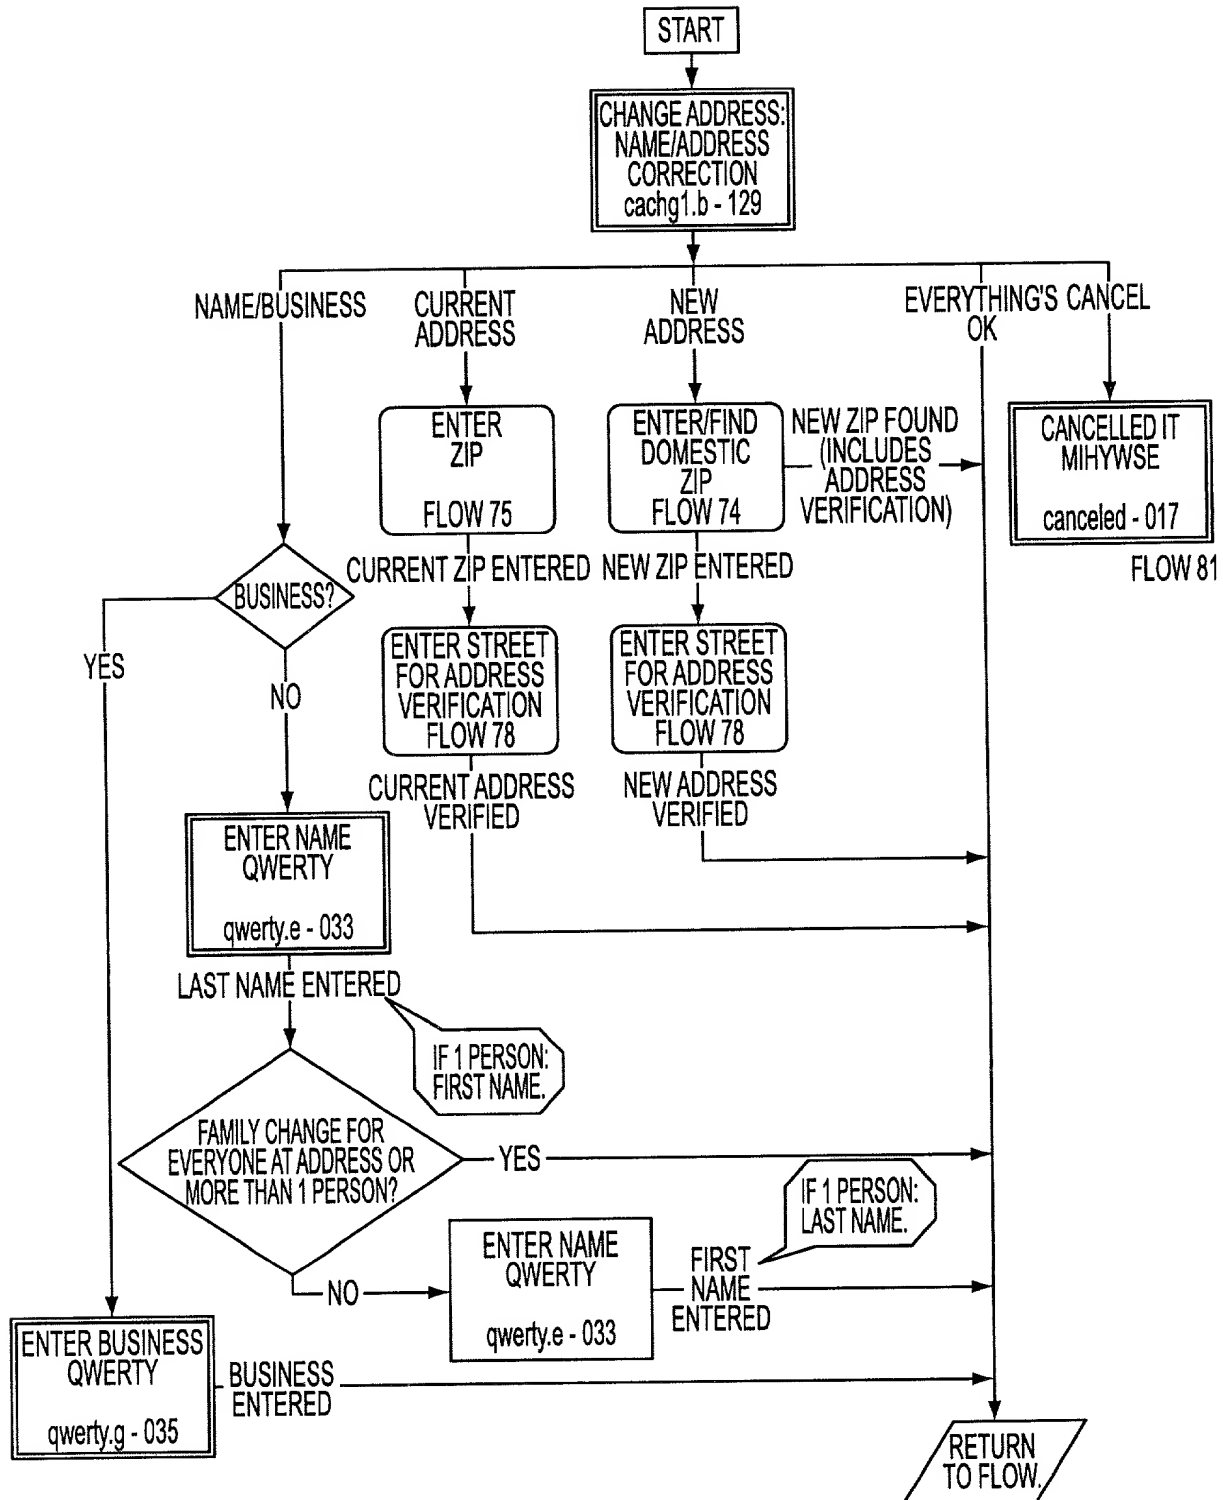 START
CHANGE ADDRESS:
NAME/ADDRESS
CORRECTION
cachg1.b - 129
NAME/BUSINESS
CURRENT
ADDRESS
NEW
ADDRESS
EVERYTHING'S
OK
CANCEL
ENTER
ZIP
FLOW 75
ENTER/FIND
DOMESTIC
ZIP
FLOW 74
NEW ZIP FOUND
(INCLUDES
ADDRESS
VERIFICATION)
CANCELLED IT
MIHYWSE
canceled - 017
FLOW 81
CURRENT ZIP ENTERED
NEW ZIP ENTERED
BUSINESS?
YES
NO
ENTER STREET
FOR ADDRESS
VERIFICATION
FLOW 78
ENTER STREET
FOR ADDRESS
VERIFICATION
FLOW 78
CURRENT ADDRESS
VERIFIED
NEW ADDRESS
VERIFIED
ENTER NAME
QWERTY
qwerty.e - 033
LAST NAME ENTERED
IF 1 PERSON:
FIRST NAME.
FAMILY CHANGE FOR
EVERYONE AT ADDRESS OR
MORE THAN 1 PERSON?
YES
IF 1 PERSON:
LAST NAME.
NO
ENTER NAME
QWERTY
qwerty.e - 033
FIRST
NAME
ENTERED
ENTER BUSINESS
QWERTY
qwerty.g - 035
BUSINESS
ENTERED
RETURN
TO FLOW.